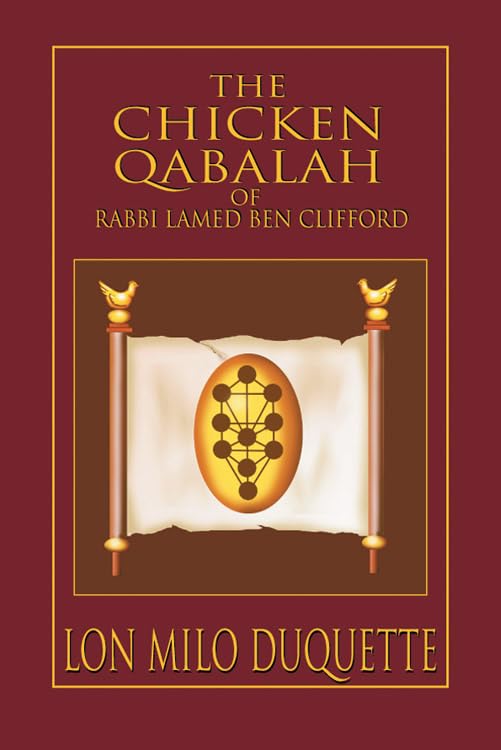 THE
CHICKEN
QABALAH
OF
RABBI LAMED BEN CLIFFORD
LON MILO DUQUETTE